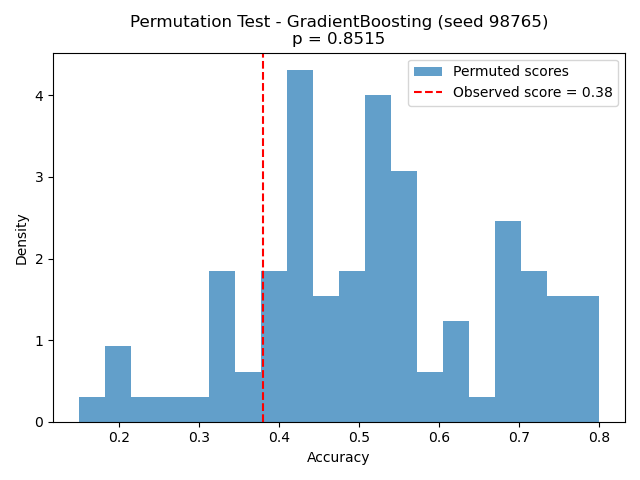 Permutation Test - GradientBoosting (seed 98765)
p = 0.8515
Permuted scores
Observed score = 0.38
4
3
2
1
0
Density
0.2 0.3 0.4 0.5 0.6 0.7 0.8
Accuracy